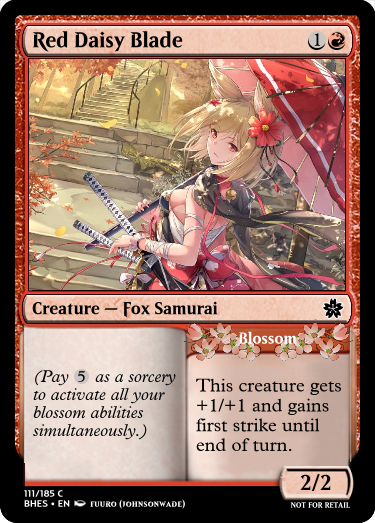 Red Daisy Blade 1
Creature — Fox Samurai
Blossom
(Pay 5 as a sorcery
to activate all your
blossom abilities
simultaneously.)
This creature gets
+1/+1 and gains
first strike until
end of turn.
2/2
111/185 C
BHES • EN FUURO (JOHNSONWADE)
NOT FOR RETAIL